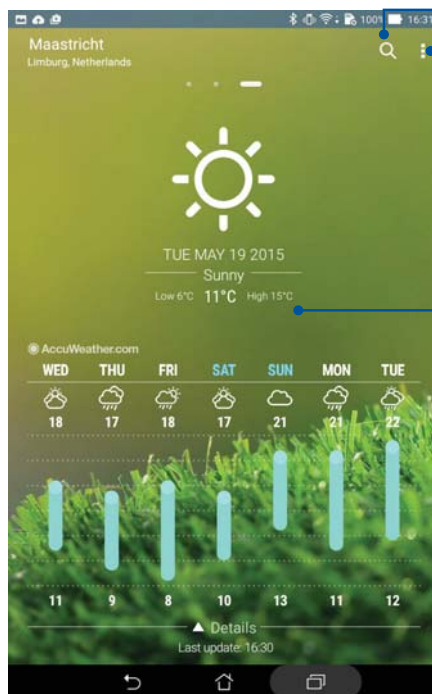 100% 16:31
Maastricht
Limburg, Netherlands
TUE MAY 19 2015
Sunny
Low 6°C 11°C High 15°C
AccuWeather.com
WED THU FRI SAT SUN MON TUE
18 17 18 17 21 21 22
11 9 8 10 13 11 12
Details
Last update: 16:30